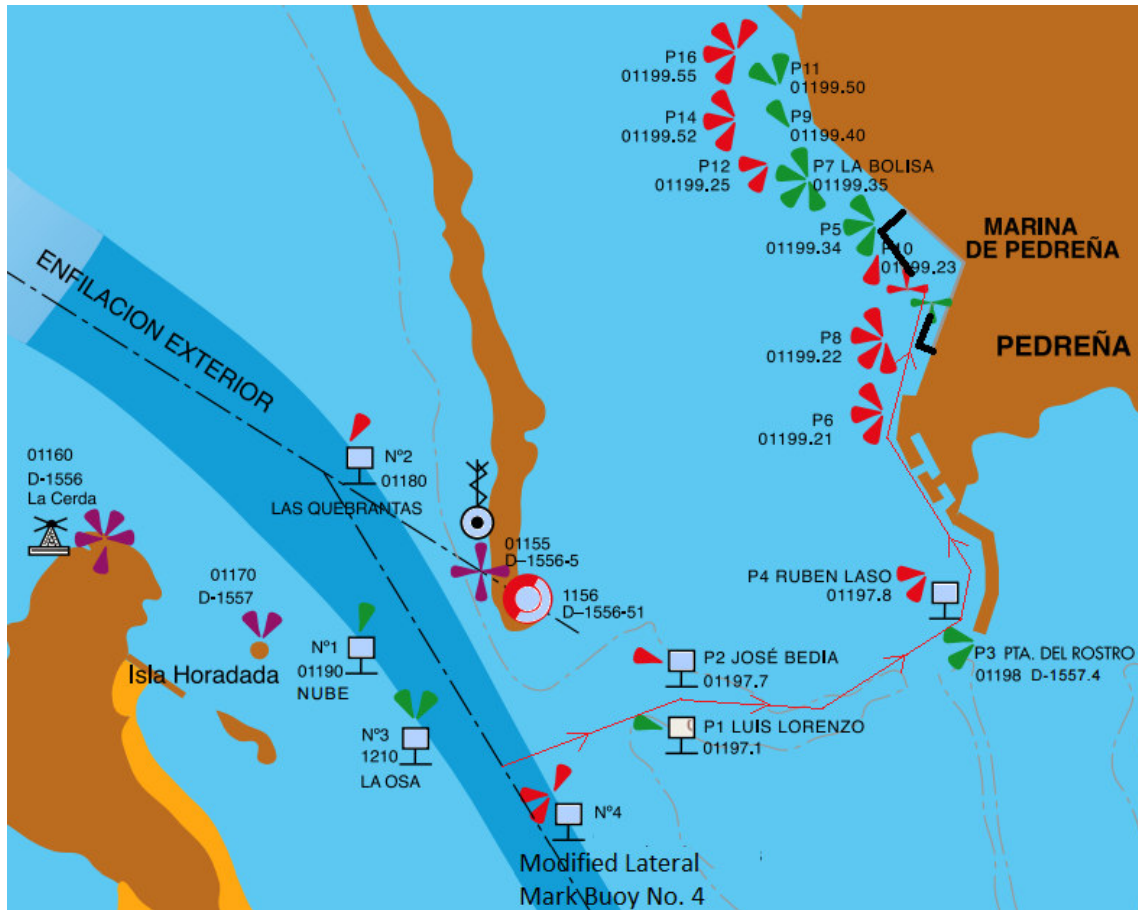 P16
01199.55
P11
01199.50
P14
01199.52
P9
01199.40
P12
01199.25
P7 LA BOLISA
01199.35
P5
01199.34
P10
01199.23
MARINA
DE PEDREÑA
P8
01199.22
PEDREÑA
P6
01199.21
ENFILACION EXTERIOR
Nº2
01180
LAS QUEBRANTAS
01160
D-1556
La Cerda
01155
D-1556-5
1156
D-1556-51
01170
D-1557
Isla Horadada
Nº1
01190
NUBE
Nº3
1210
LA OSA
P4 RUBEN LASO
01197.8
P2 JOSÉ BEDIA
01197.7
P3 PTA. DEL ROSTRO
01198 D-1557.4
P1 LUIS LORENZO
01197.1
Nº4
Modified Lateral
Mark Buoy No. 4